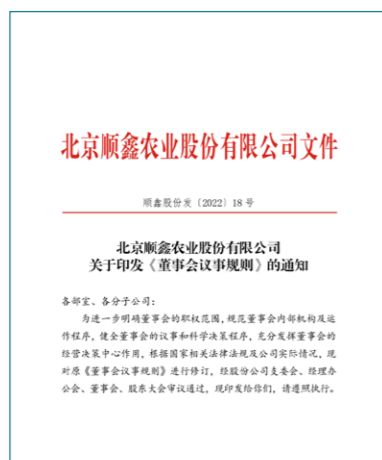 北京顺鑫农业股份有限公司文件
顺鑫股份发〔2022〕18 号
北京顺鑫农业股份有限公司
关于印发《董事会议事规则》的通知
各部室、各分子公司：
为进一步明确董事会的职权范围，规范董事会内部机构及运
作程序，健全董事会的议事和科学决策程序，充分发挥董事会的
经营决策中心作用，根据国家相关法律法规及公司实际情况，现
对原《董事会议事规则》进行修订，经股份公司支委会、经理办
公会、董事会、股东大会审议通过，现印发给你们，请遵照执行。